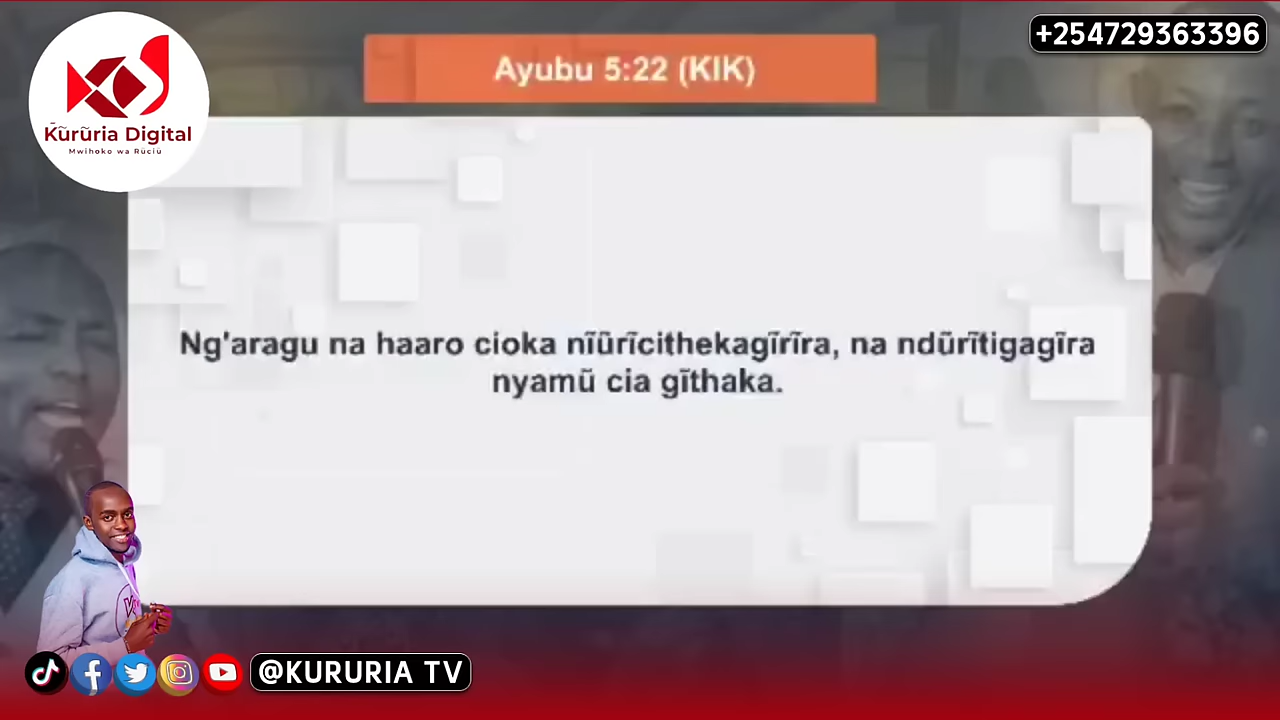 +254729363396
Ayubu 5:22 (KIK)
Kũrũria Digital
Mwihoko wa Rũciũ
Ng'aragu na haaro cioka nĩũrĩcithekagĩrĩra, na ndũrĩtigagĩra
nyamũ cia gĩthaka.
@KURURIA TV